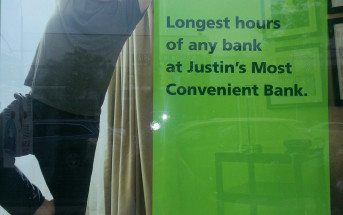 Longest hours
of any bank
at Justin's Most
Convenient Bank.